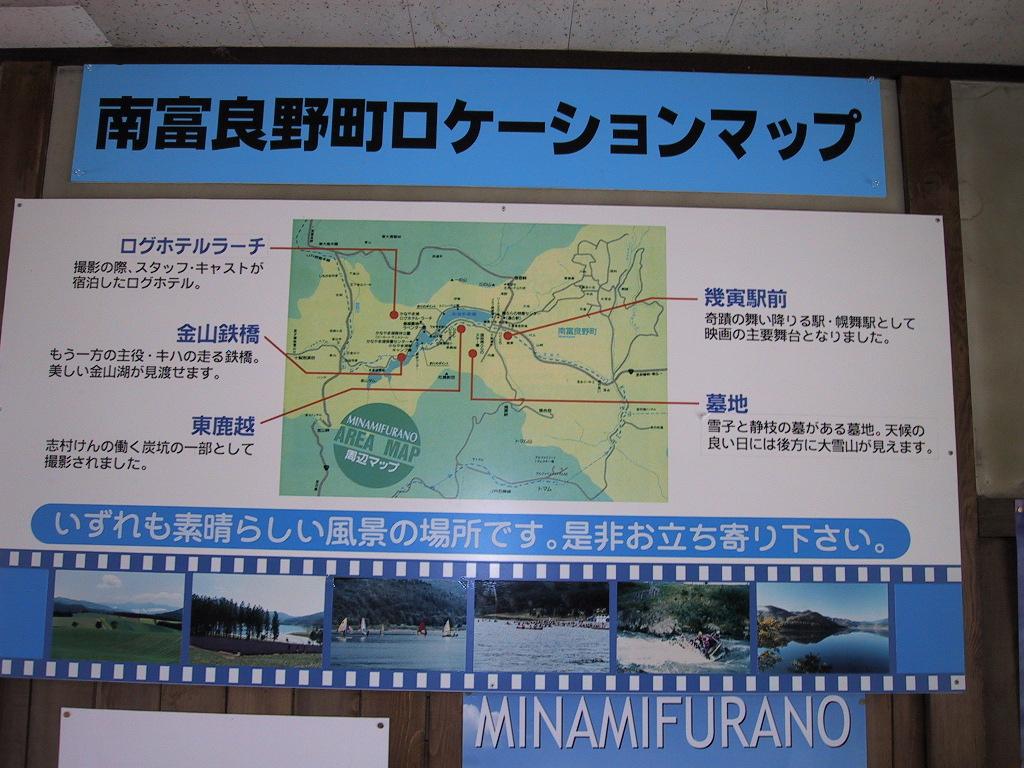 南富良野町ロケーションマップ
ログホテルラーチ
撮影の際、スタッフ・キャストが
宿泊したログホテル。
金山鉄橋
もう一方の主役・キハの走る鉄橋。
美しい金山湖が見渡せます。
東鹿越
志村けんの働く炭坑の一部として
撮影されました。
南富良野町
トマム
MINAMIFURANO
AREA MAP
周辺マップ
幾寅駅前
奇蹟の舞い降りる駅・幌舞駅として
映画の主要舞台となりました。
墓地
雪子と静枝の墓がある墓地。天候の
良い日には後方に大雪山が見えます。
いずれも素晴らしい風景の場所です。是非お立ち寄り下さい。
MINAMIFURANO